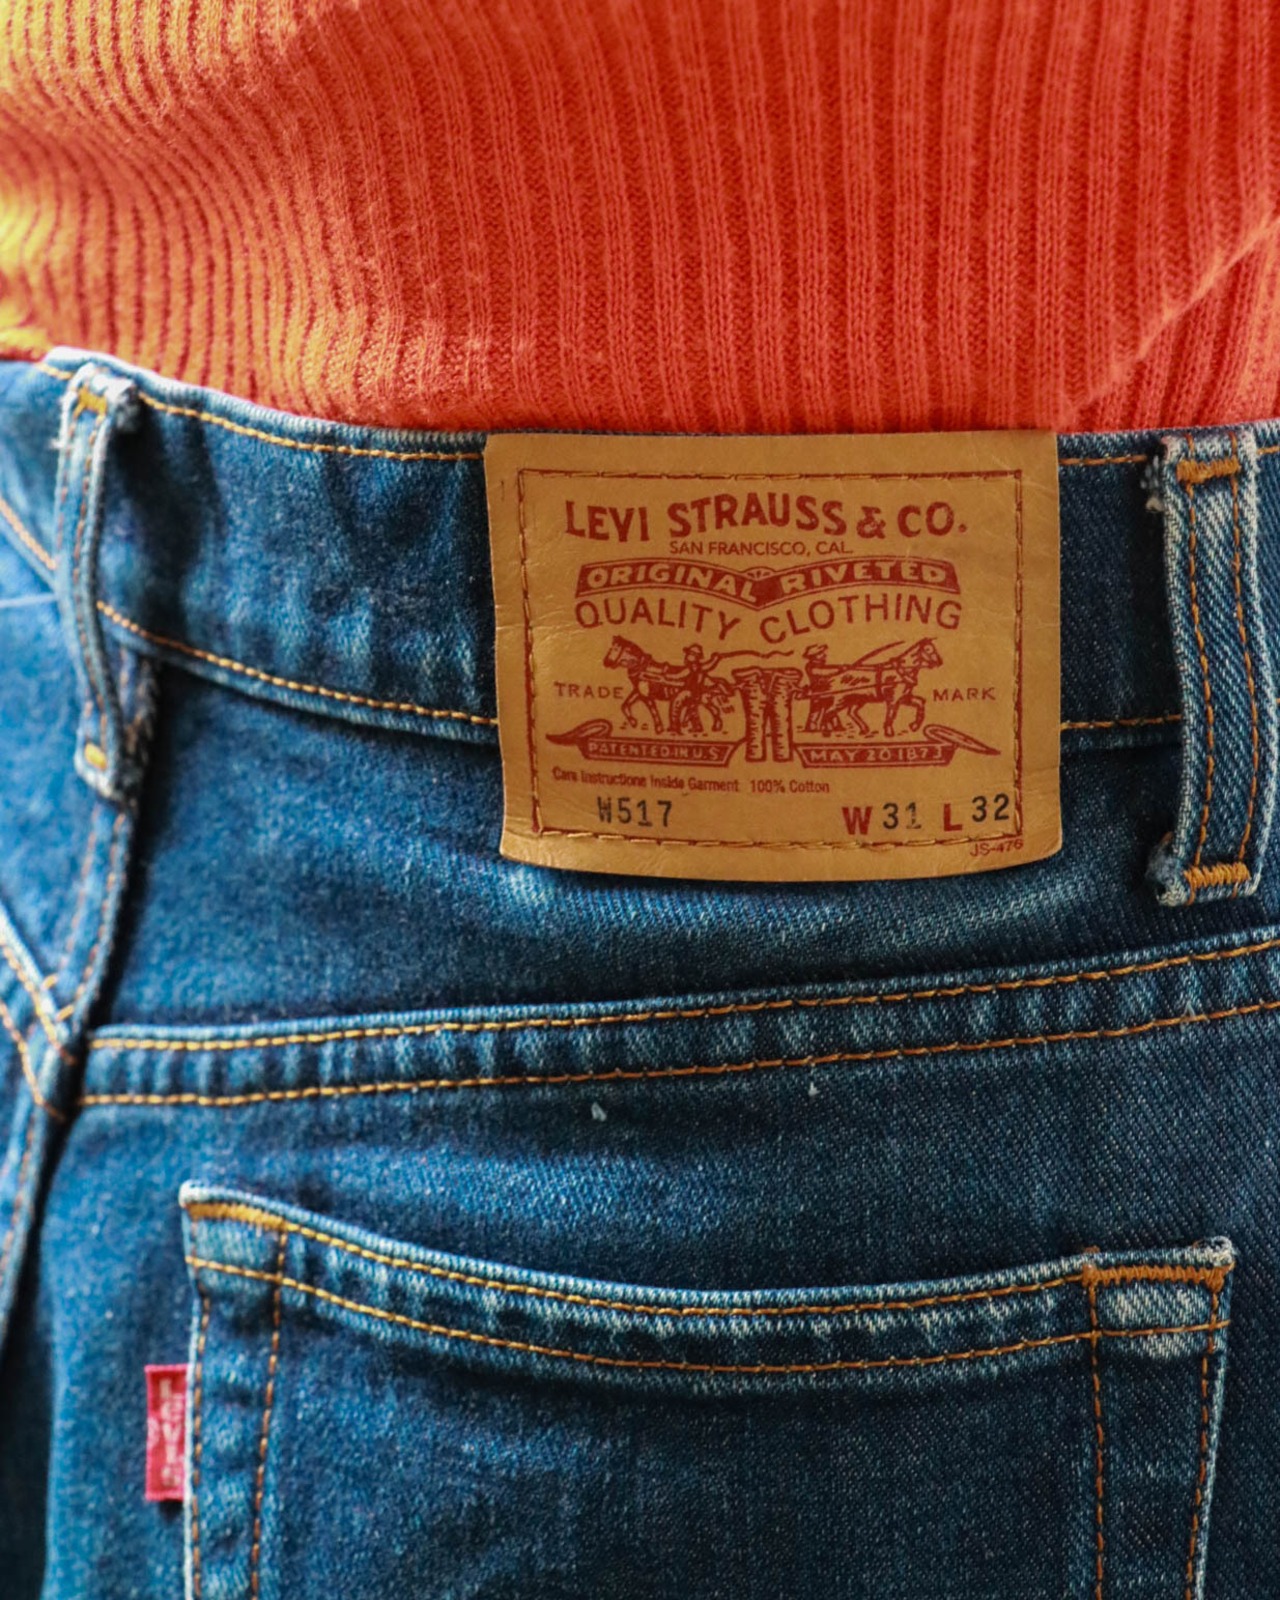 LEVI STRAUSS & CO.
SAN FRANCISCO, CAL.
ORIGINAL RIVETED
QUALITY CLOTHING
TRADE MARK
PATENTED IN U.S. MAY 20 1873
Care Instructions Inside Garment 100% Cotton
W517 W 31 L 32
JS-476
LEVI'S